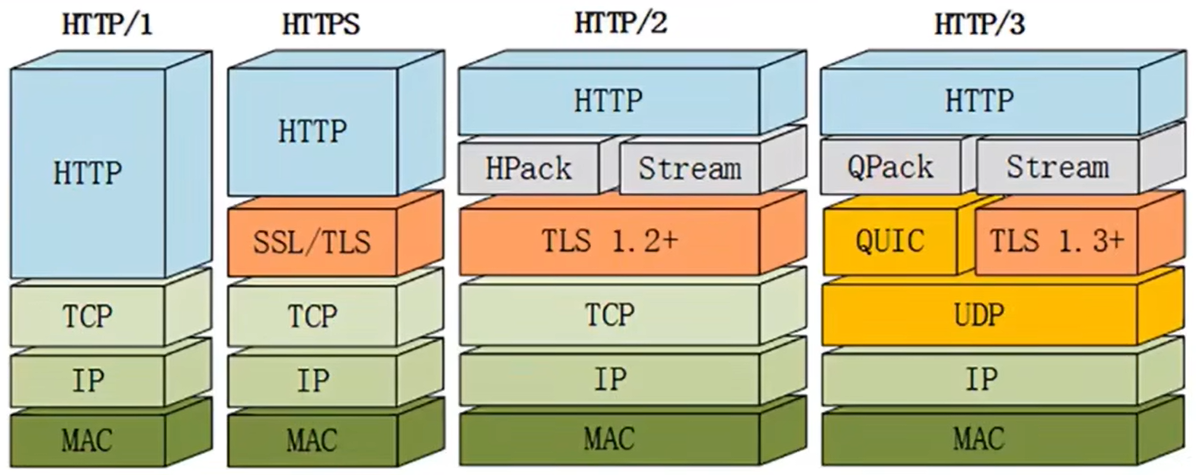 HTTP/1
HTTPS
HTTP/2
HTTP/3
HTTP
HTTP
HTTP
HTTP
HPack
Stream
QPack
Stream
SSL/TLS
TLS 1.2+
QUIC
TLS 1.3+
TCP
TCP
TCP
UDP
IP
IP
IP
IP
MAC
MAC
MAC
MAC